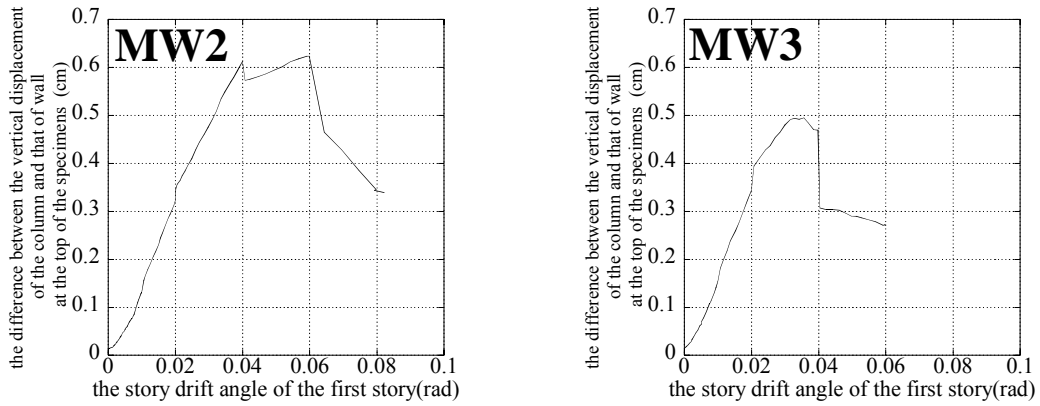 the difference between the vertical displacement
of the column and that of wall
at the top of the specimens (cm)
MW2
0.7
0.6
0.5
0.4
0.3
0.2
0.1
0
0 0.02 0.04 0.06 0.08 0.1
the story drift angle of the first story(rad)
the difference between the vertical displacement
of the column and that of wall
at the top of the specimens (cm)
MW3
0.7
0.6
0.5
0.4
0.3
0.2
0.1
0
0 0.02 0.04 0.06 0.08 0.1
the story drift angle of the first story(rad)